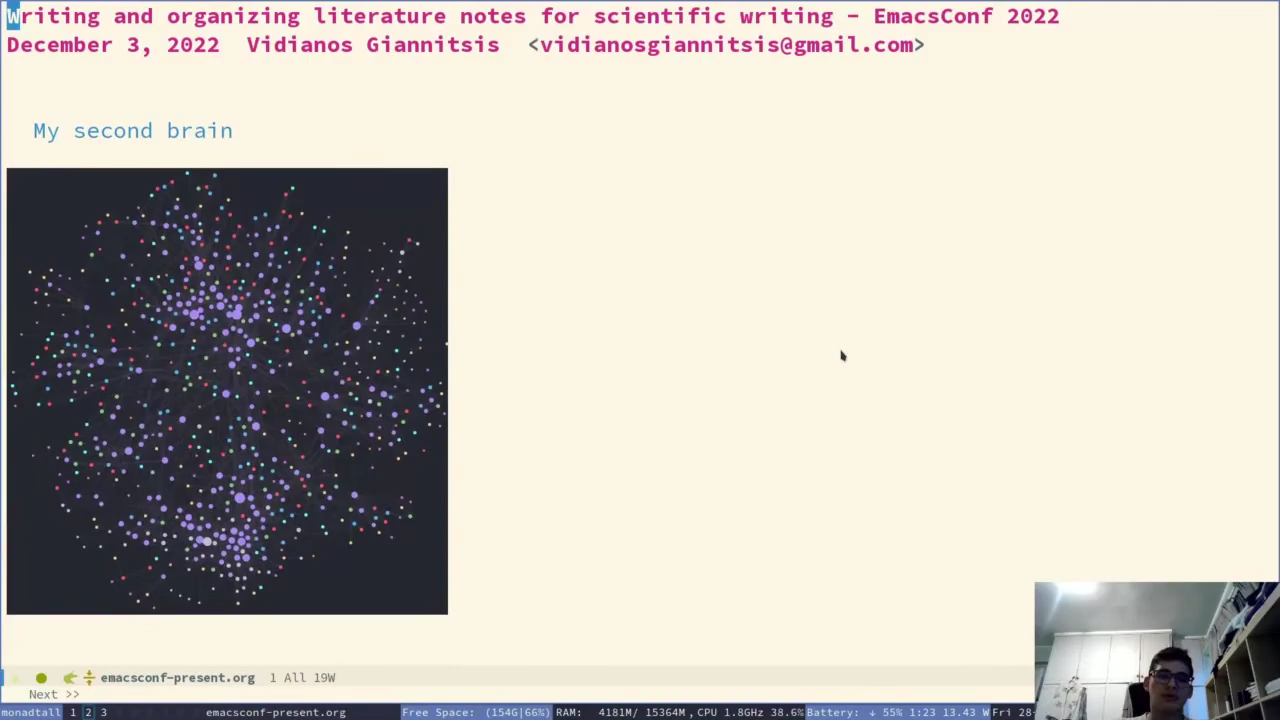 Writing and organizing literature notes for scientific writing - EmacsConf 2022
December 3, 2022 Vidianos Giannitsis <vidianosgiannitsis@gmail.com>
My second brain
emacsconf-present.org 1 All 19W
Next >>
monadtall 1 2 3 emacsconf-present.org Free Space: (154G|66%) RAM: 4181M/ 15364M, CPU 1.8GHz 38.6% Battery: ↓ 55% 1:23 13.43 W Fri 28-